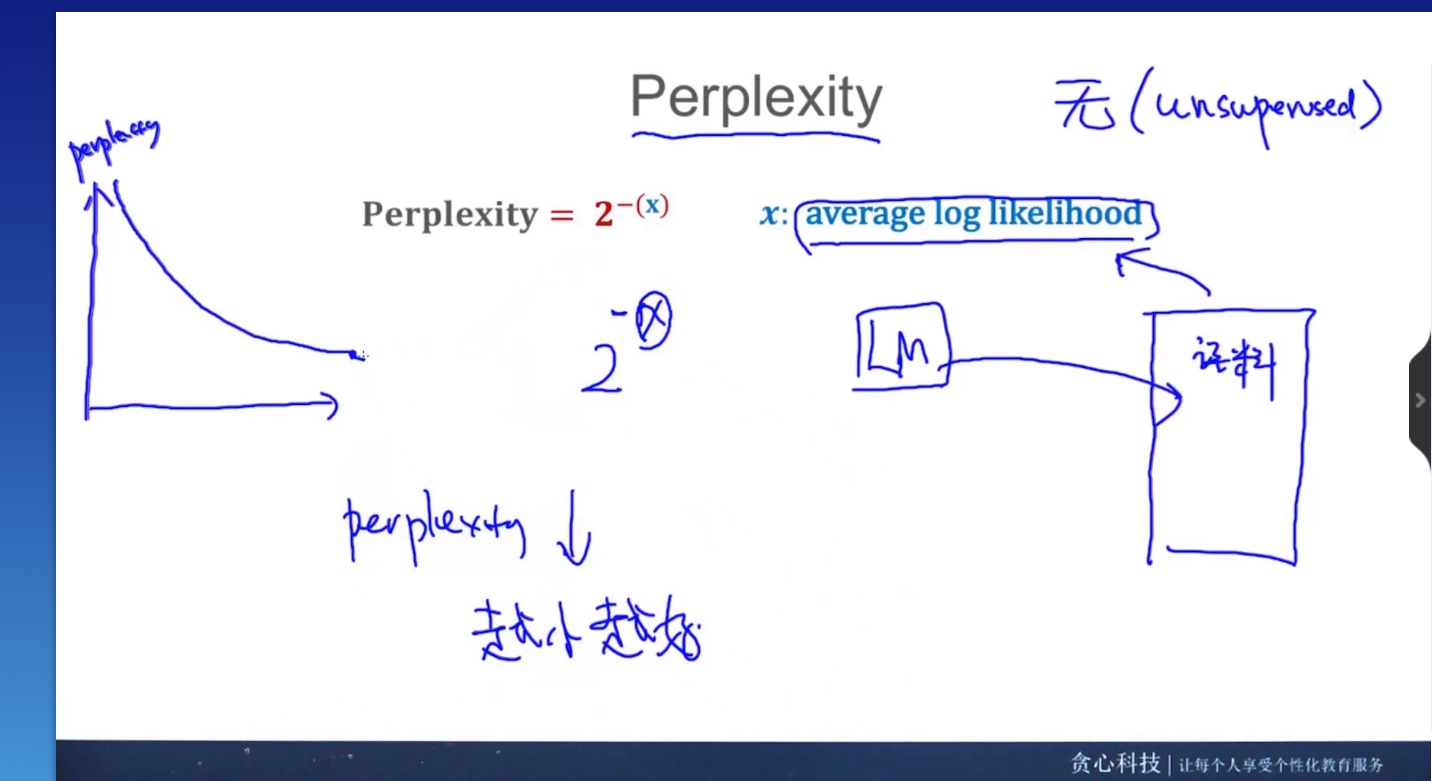 Perplexity
无(unsupervised)
perplexity
Perplexity = 2^-(x)
x: average log likelihood
2^-x
LM
语料
perplexity ↓
越小越好
贪心科技 | 让每个人享受个性化教育服务